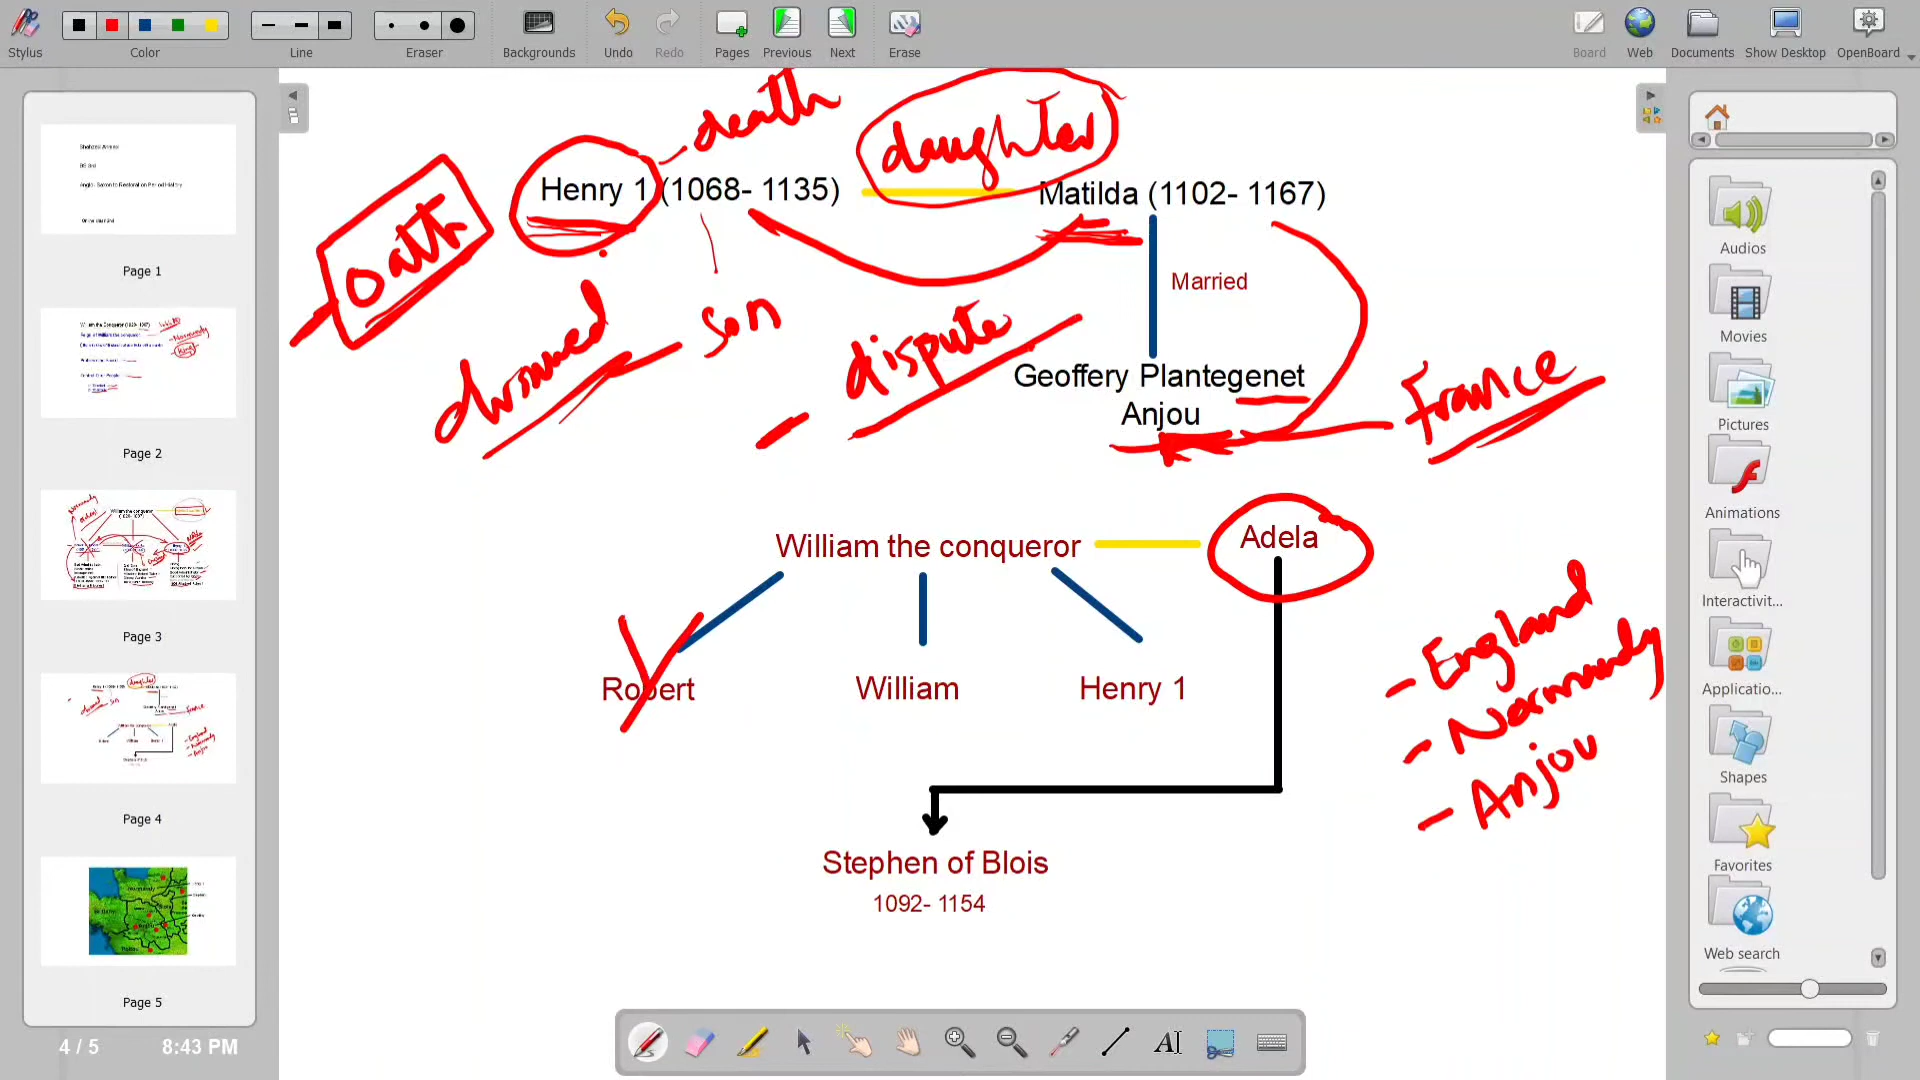 Stylus
Color
Line
Eraser
Backgrounds
Undo
Redo
Pages
Previous
Next
Erase
Board
Web
Documents
Show Desktop
OpenBoard
Page 1
Page 2
Page 3
Page 4
Page 5
4 / 5
8:43 PM
death
daughter
Henry 1 (1068- 1135)
Matilda (1102- 1167)
oath
Married
drowned
son
dispute
Geoffery Plantegenet
Anjou
France
William the conqueror
Adela
Robert
William
Henry 1
- England
- Normandy
- Anjou
Stephen of Blois
1092- 1154
Audios
Movies
Pictures
Animations
Interactivit...
Applicatio...
Shapes
Favorites
Web search